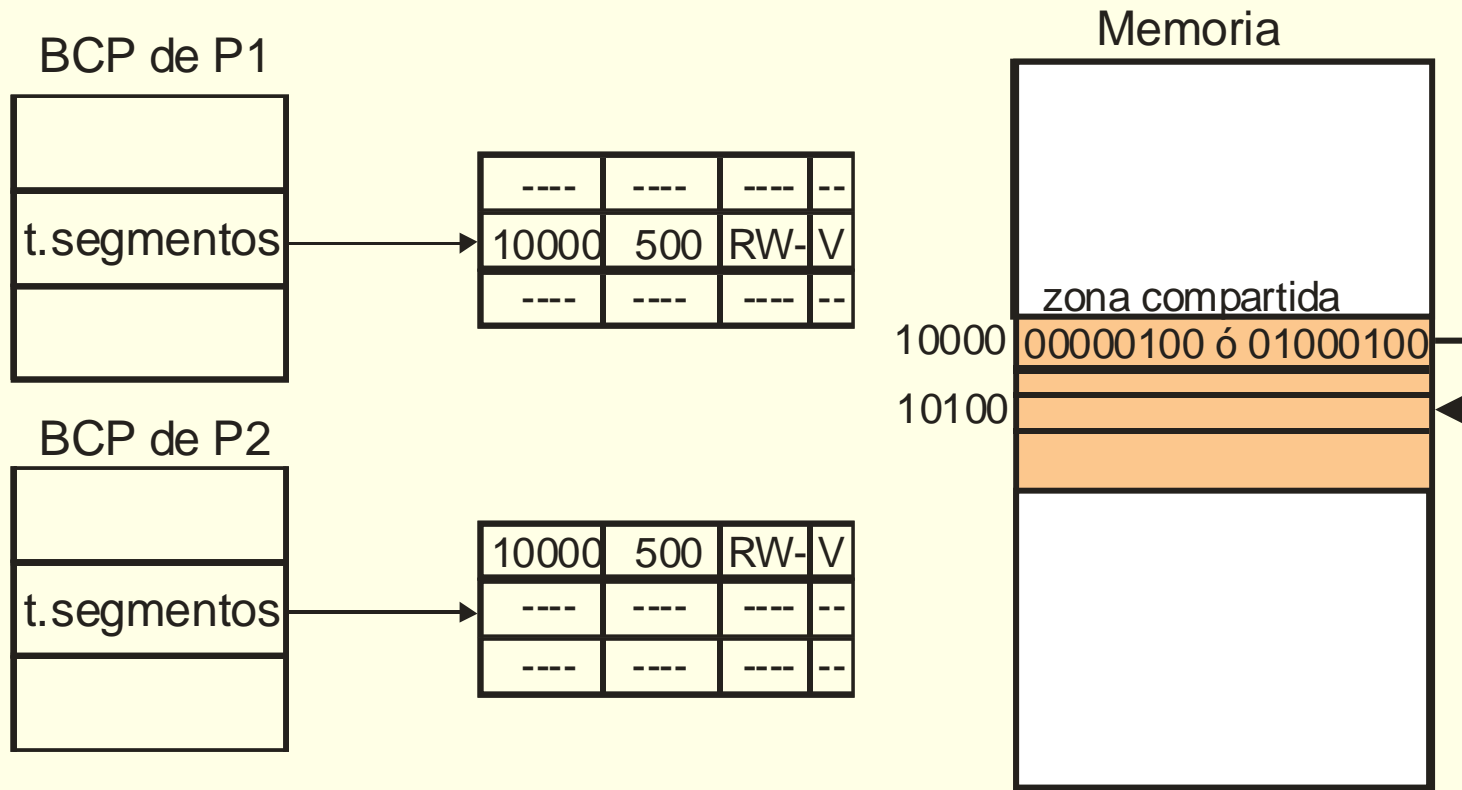 BCP de P1
t.segmentos
---- ---- ---- --
10000 500 RW- V
---- ---- ---- --
BCP de P2
t.segmentos
10000 500 RW- V
---- ---- ---- --
---- ---- ---- --
Memoria
zona compartida
10000 00000100 ó 01000100
10100